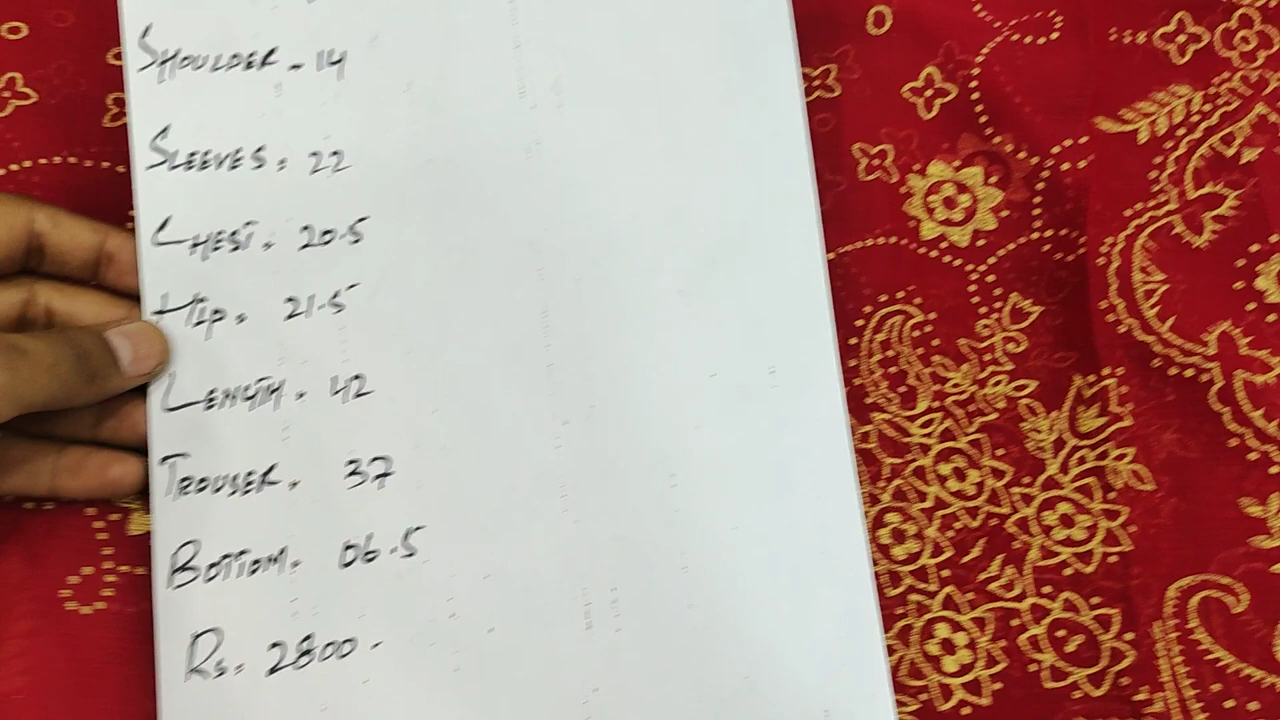 SHOULDER - 14
SLEEVES = 22
CHEST = 20.5
HIP = 21.5
LENGTH = 42
TROUSER = 37
BOTTOM = 06.5
Rs = 2800-